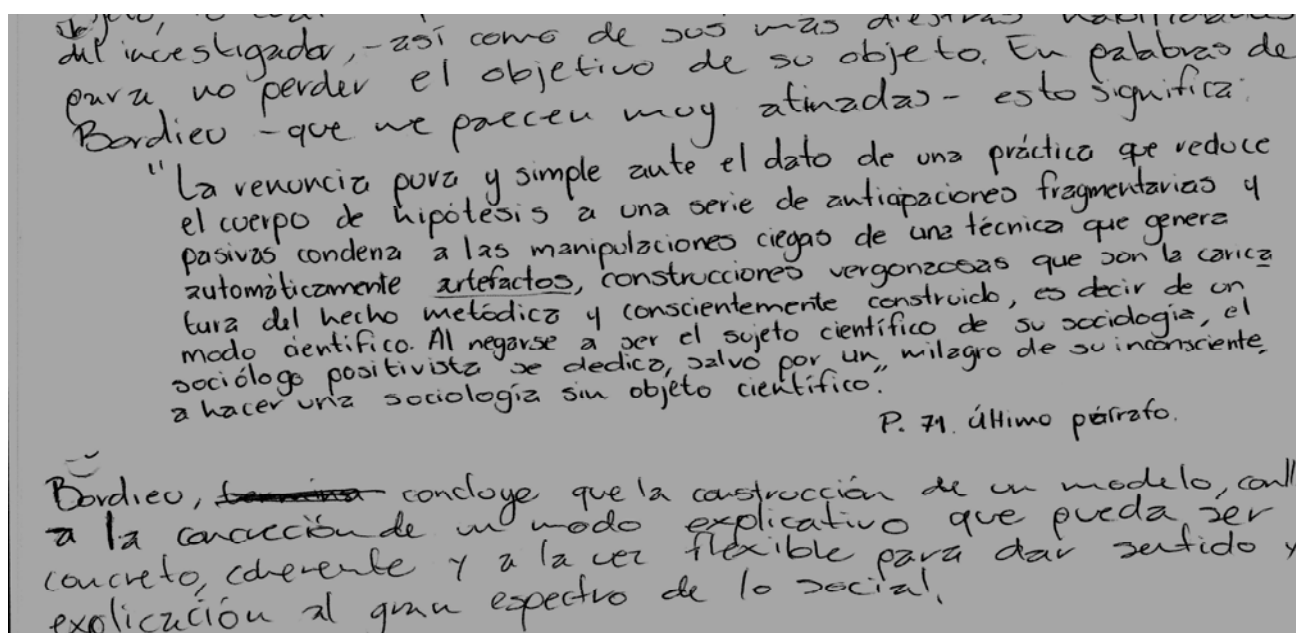 del investigador, - así como de sus más diestras habilidades
para no perder el objetivo de su objeto. En palabras de
Bordieu - que me parecen muy atinadas - esto significa:
"La renuncia pura y simple ante el dato de una práctica que reduce
el cuerpo de hipótesis a una serie de anticipaciones fragmentarias y
pasivas condena a las manipulaciones ciegas de una técnica que genera
automáticamente artefactos, construcciones vergonzosas que son la carica
tura del hecho metódica y conscientemente construido, es decir de un
modo científico. Al negarse a ser el sujeto científico de su sociología, el
sociólogo positivista se dedica, salvo por un milagro de su inconsciente,
a hacer una sociología sin objeto científico."
P. 71. último párrafo.
Bordieu, concluye que la construcción de un modelo, conll
a la concreción de un modo explicativo que pueda ser
concreto, coherente y a la vez flexible para dar sentido y
explicación al gran espectro de lo social.